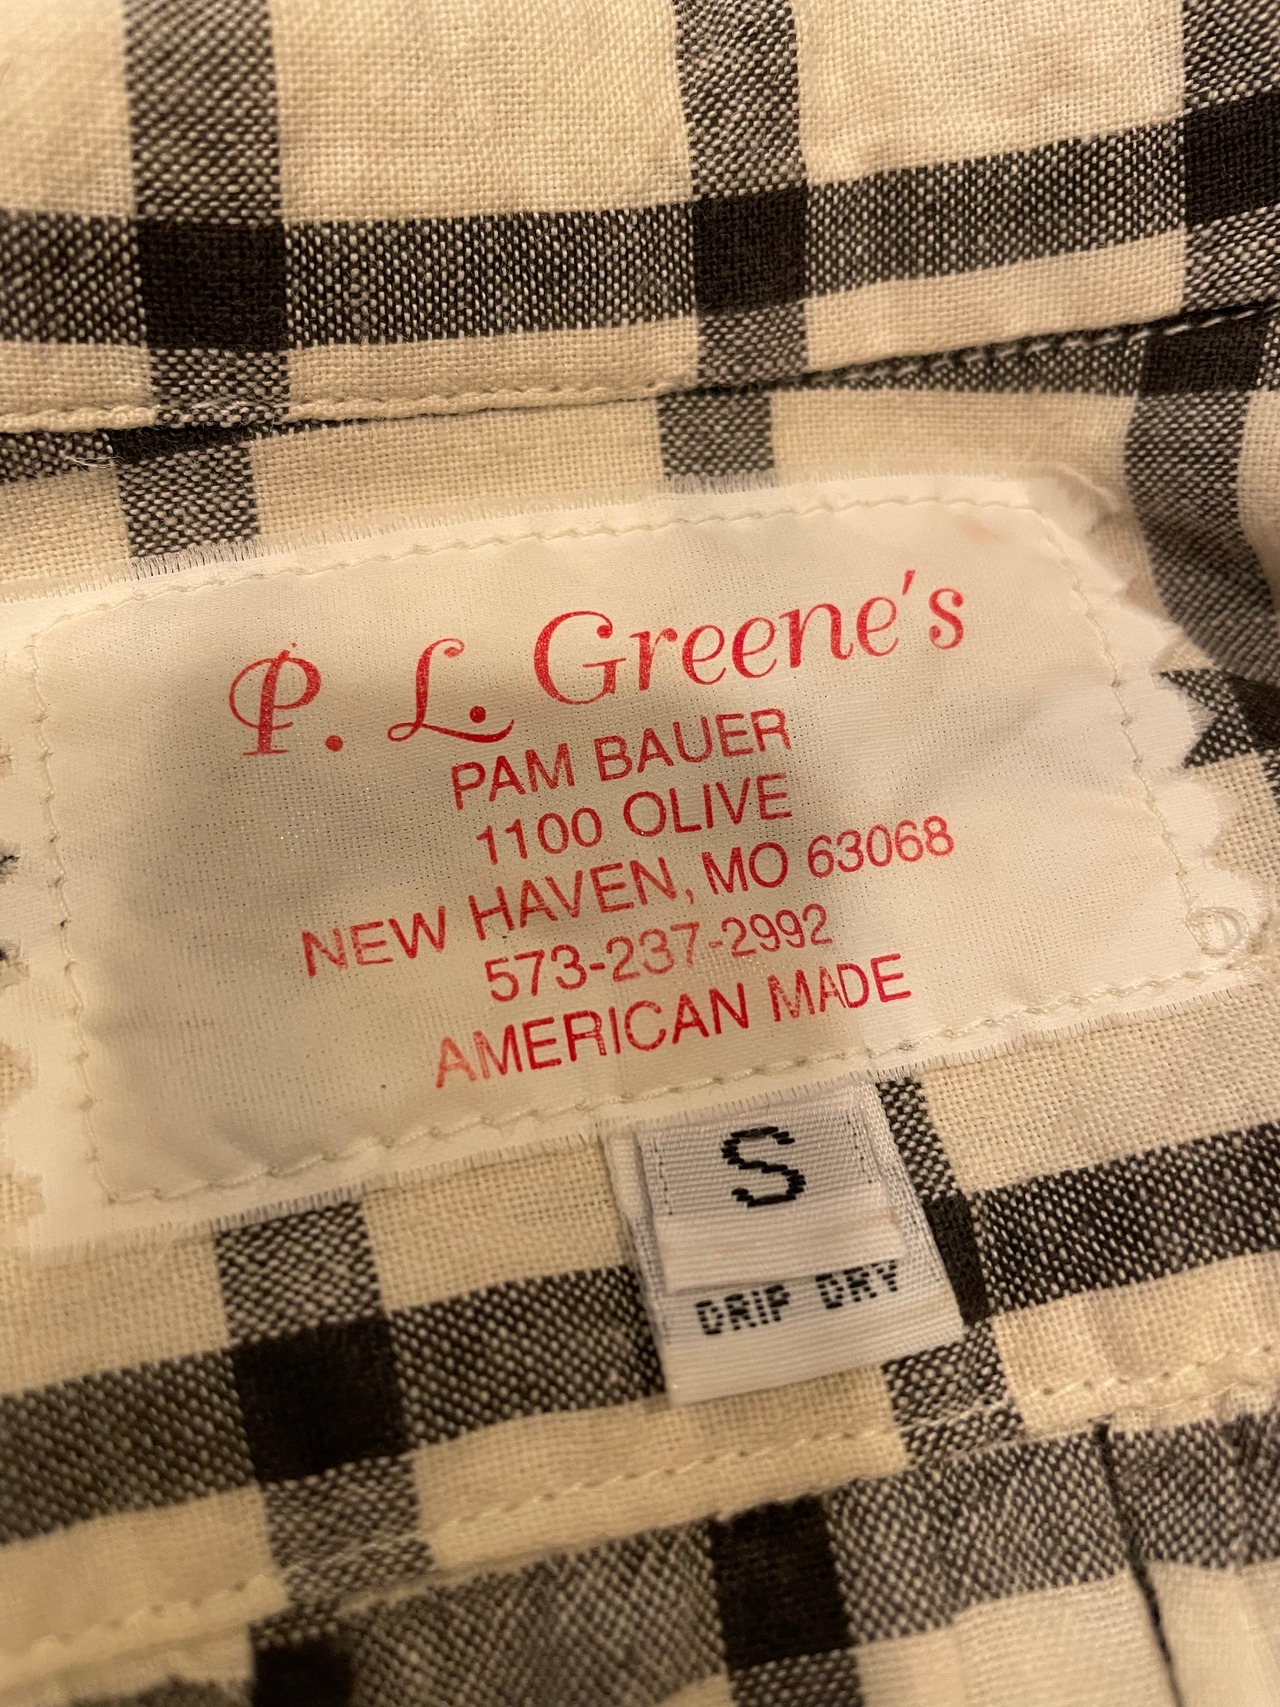 P. L. Greene's
PAM BAUER
1100 OLIVE
NEW HAVEN, MO 63068
573-237-2992
AMERICAN MADE
S
DRIP DRY